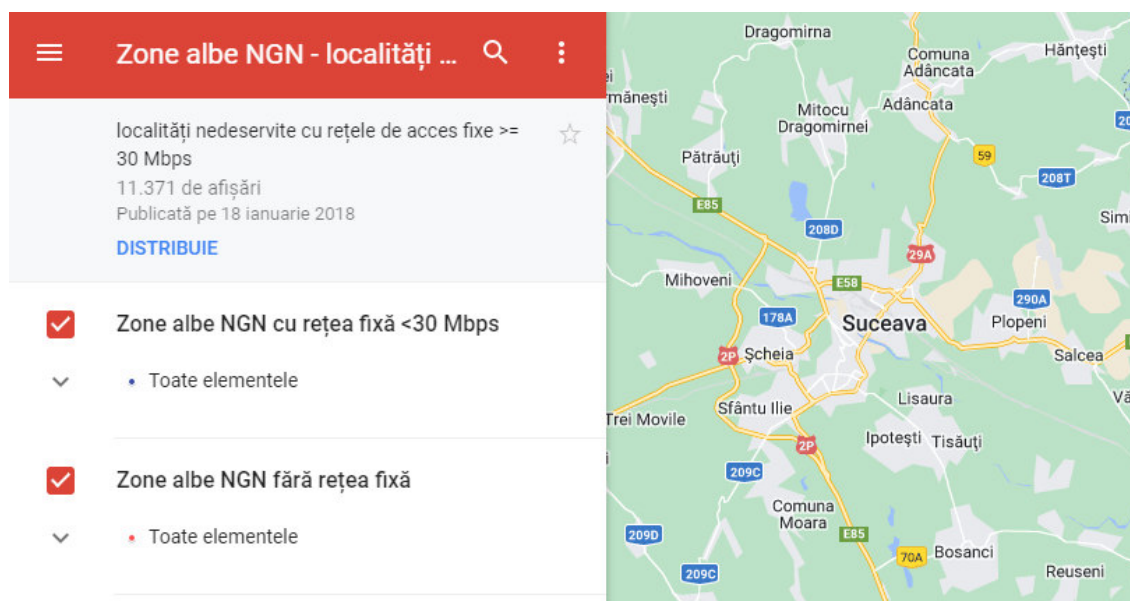 Zone albe NGN - localități ...
localități nedeservite cu rețele de acces fixe >=
30 Mbps
11.371 de afișări
Publicată pe 18 ianuarie 2018
DISTRIBUIE
Zone albe NGN cu rețea fixă <30 Mbps
Toate elementele
Zone albe NGN fără rețea fixă
Toate elementele
Dragomirna
Comuna
Adâncata
Hănțești
Mitocu
Dragomirnei
Adâncata
Pătrăuți
59
208T
E85
208D
29A
Mihoveni
E58
290A
178A
Suceava
Plopeni
2P
Șcheia
Salcea
Lisaura
Sfântu Ilie
Trei Movile
Ipotești
Tisăuți
2P
209C
Comuna
Moara
209D
E85
70A
Bosanci
209C
Reuseni